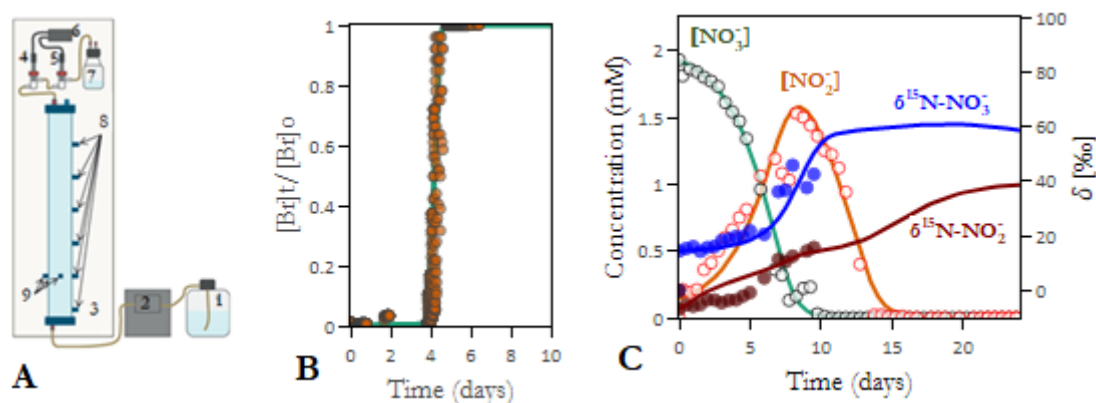 4
5
6
7
8
9
3
2
1
A
[Br]t/[Br]o
1
0.8
0.6
0.4
0.2
0
0 2 4 6 8 10
Time (days)
B
Concentration (mM)
2
1.5
1
0.5
0
[NO₃⁻]
[NO₂⁻]
δ¹⁵N-NO₃⁻
δ¹⁵N-NO₂⁻
100
80
60
40
20
0
δ [‰]
0 5 10 15 20
Time (days)
C